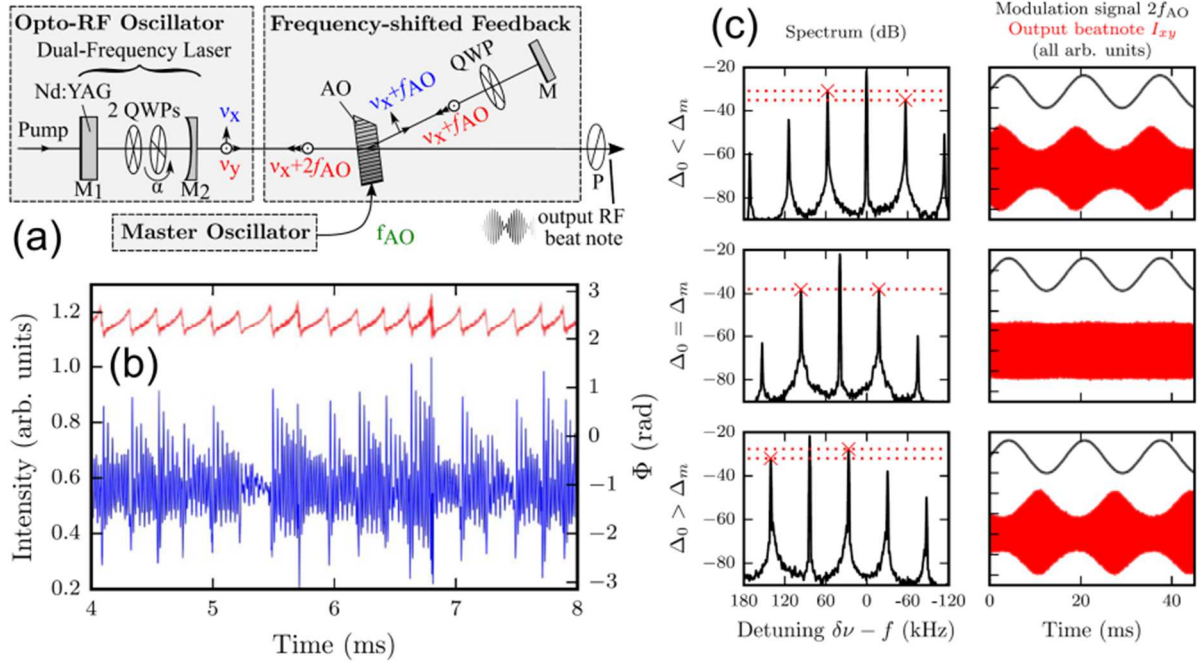 Opto-RF Oscillator
Dual-Frequency Laser
Nd:YAG
2 QWPs
Pump
M1
α
M2
νx
νy
Frequency-shifted Feedback
AO
νx+fAO
QWP
M
νx+fAO
νx+2fAO
P
Master Oscillator
fAO
output RF
beat note
(a)
(b)
Intensity (arb. units)
1.2
1.0
0.8
0.6
0.4
0.2
3
2
1
0
−1
−2
−3
Φ (rad)
4 5 6 7 8
Time (ms)
(c)
Spectrum (dB)
Modulation signal 2fAO
Output beatnote Ixy
(all arb. units)
Δ0 < Δm
−20
−40
−60
−80
Δ0 = Δm
−20
−40
−60
−80
Δ0 > Δm
−20
−40
−60
−80
180 120 60 0 -60 -120
Detuning δν − f (kHz)
0 20 40
Time (ms)